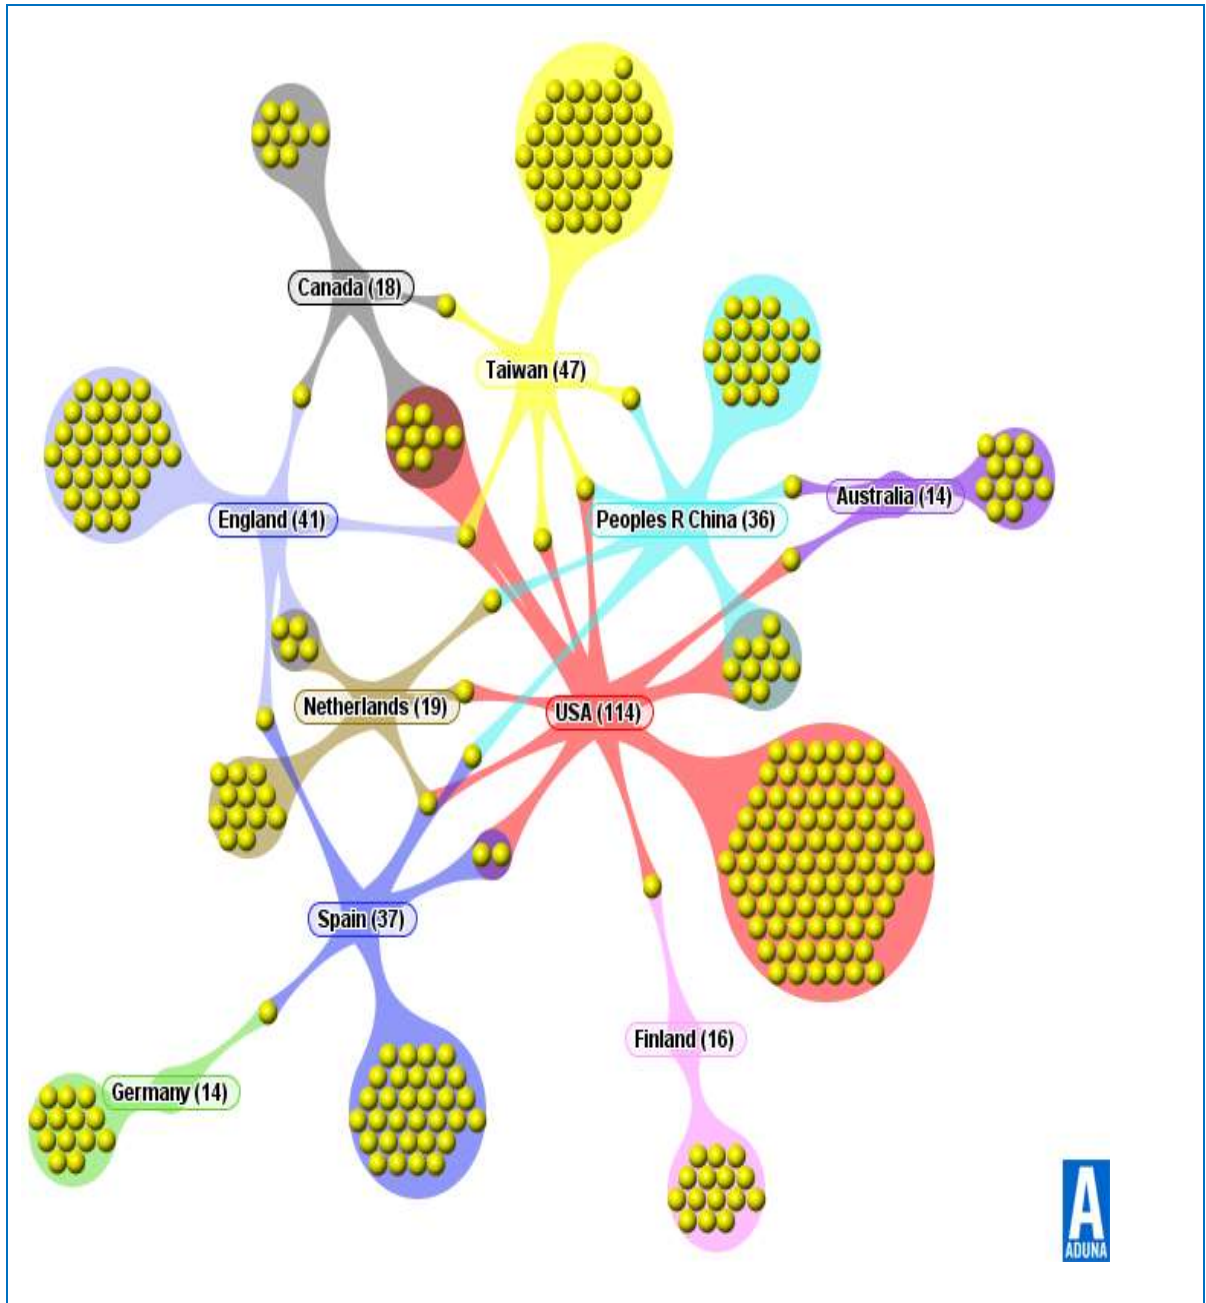 Canada (18)
Taiwan (47)
England (41)
Peoples R China (36)
Australia (14)
Netherlands (19)
USA (114)
Spain (37)
Finland (16)
Germany (14)
A
ADUNA